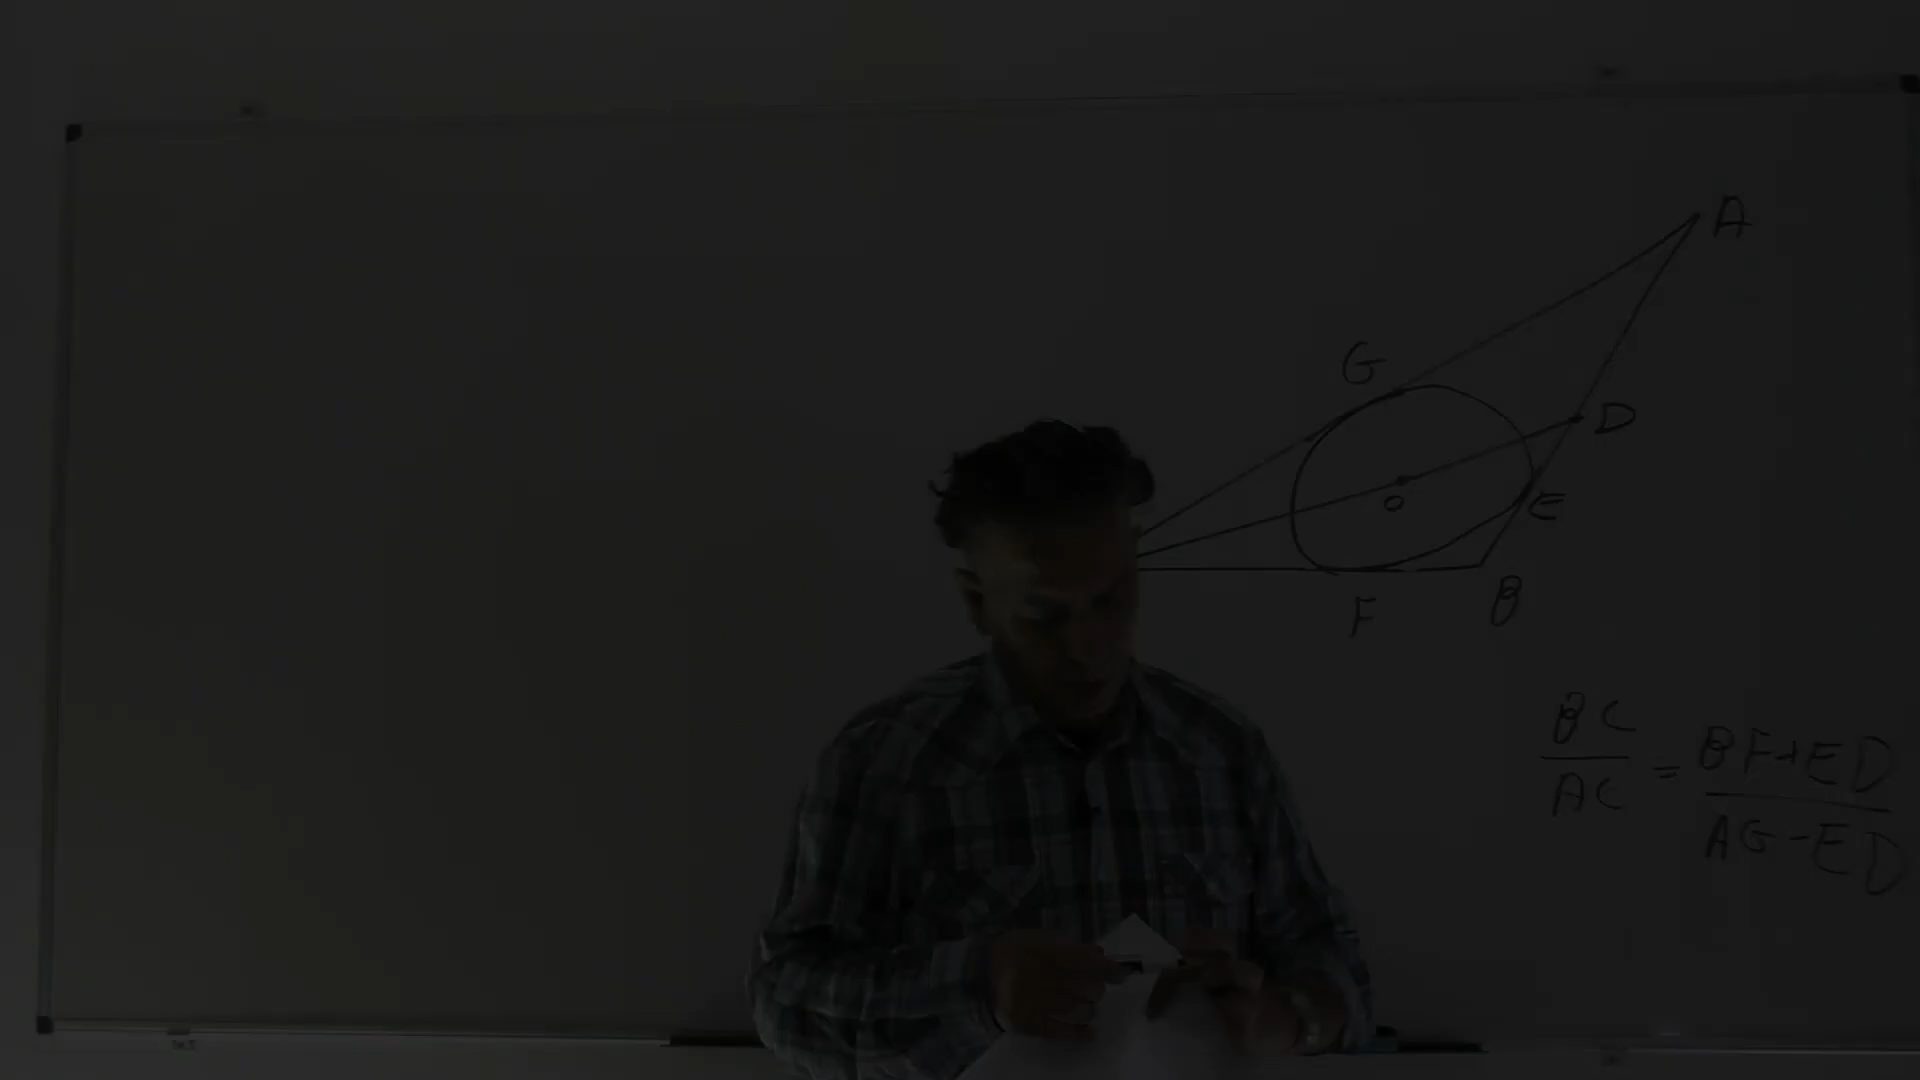 A
G
D
O
E
F
B
BC/AC = BF+ED/AG-ED